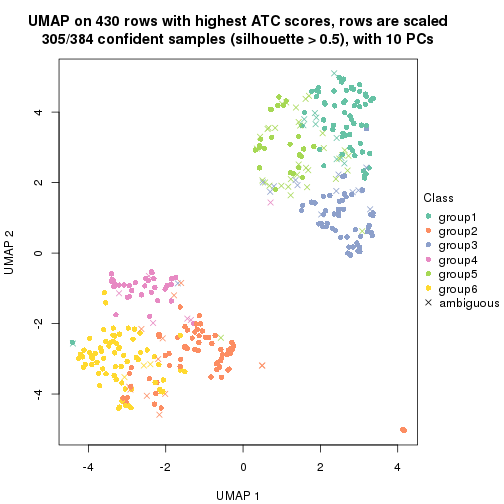 UMAP on 430 rows with highest ATC scores, rows are scaled
305/384 confident samples (silhouette > 0.5), with 10 PCs
4
2
0
-2
-4
UMAP 2
-4
-2
0
2
4
UMAP 1
Class
group1
group2
group3
group4
group5
group6
ambiguous